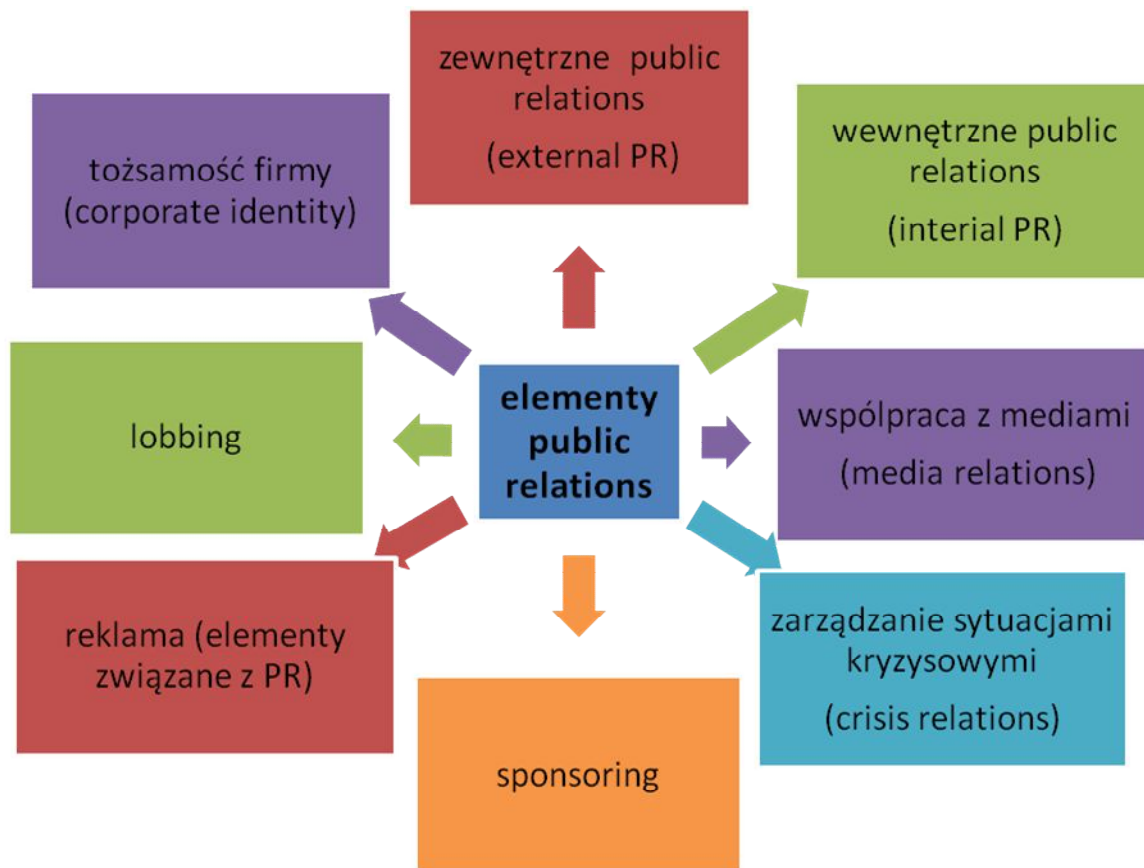 zewnętrzne public
relations
(external PR)
wewnętrzne public
relations
(interial PR)
wspólpraca z mediami
(media relations)
zarządzanie sytuacjami
kryzysowymi
(crisis relations)
sponsoring
reklama (elementy
związane z PR)
lobbing
tożsamość firmy
(corporate identity)
elementy
public
relations